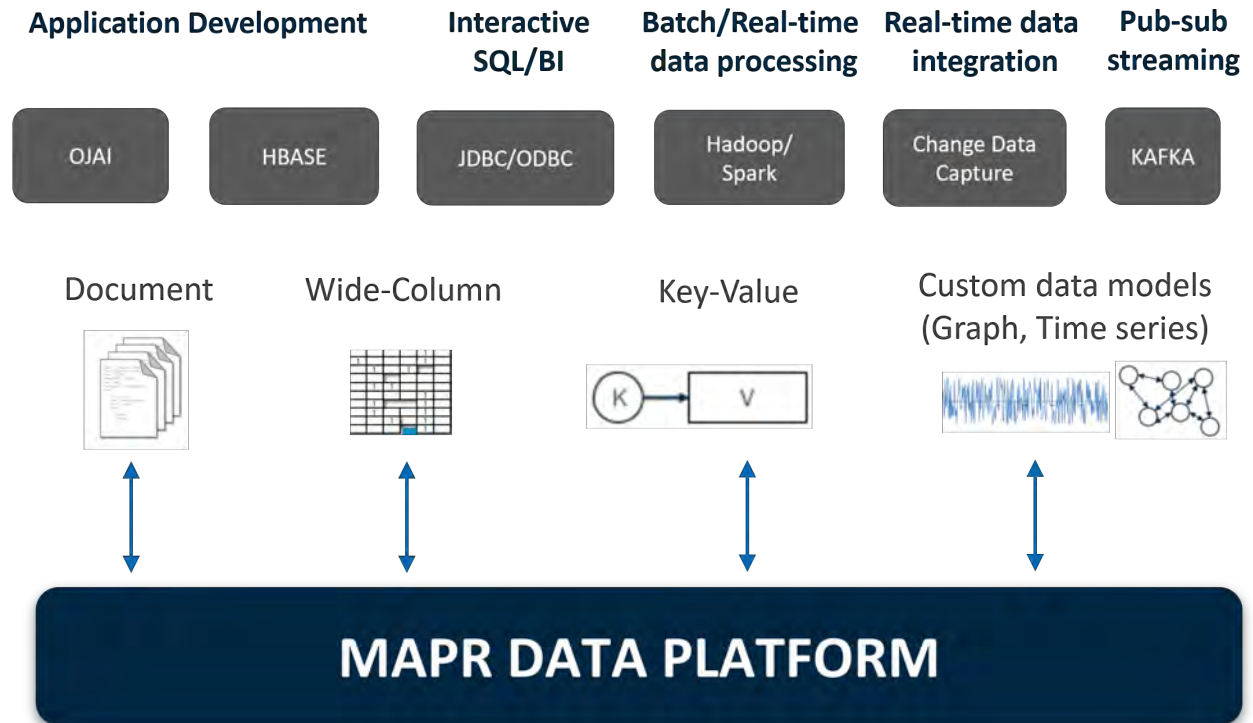 Application Development
Interactive
SQL/BI
Batch/Real-time
data processing
Real-time data
integration
Pub-sub
streaming
OJAI
HBASE
JDBC/ODBC
Hadoop/
Spark
Change Data
Capture
KAFKA
Document
Wide-Column
Key-Value
Custom data models
(Graph, Time series)
K
V
MAPR DATA PLATFORM